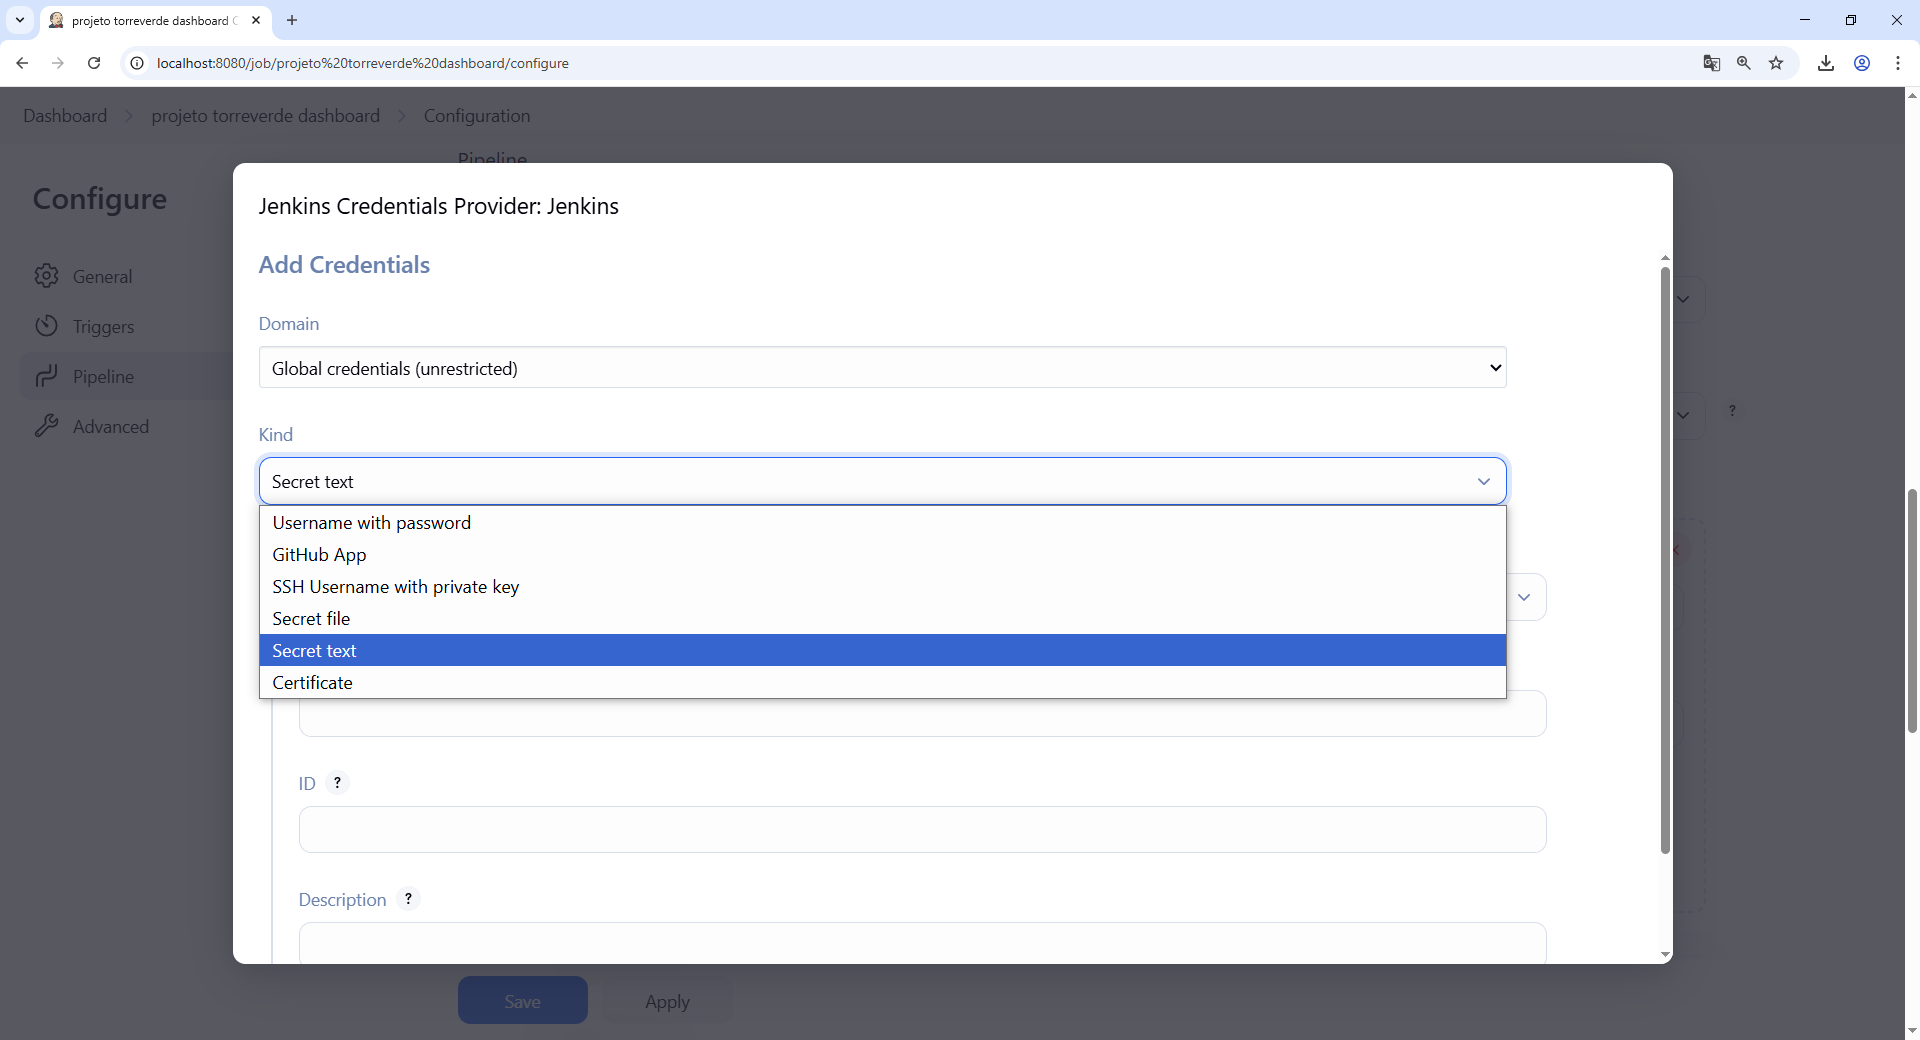 projeto torreverde dashboard
localhost:8080/job/projeto%20torreverde%20dashboard/configure
Dashboard
projeto torreverde dashboard
Configuration
Pipeline
Configure
General
Triggers
Pipeline
Advanced
Jenkins Credentials Provider: Jenkins
Add Credentials
Domain
Global credentials (unrestricted)
Kind
Secret text
Username with password
GitHub App
SSH Username with private key
Secret file
Secret text
Certificate
ID ?
Description ?
?
Save
Apply